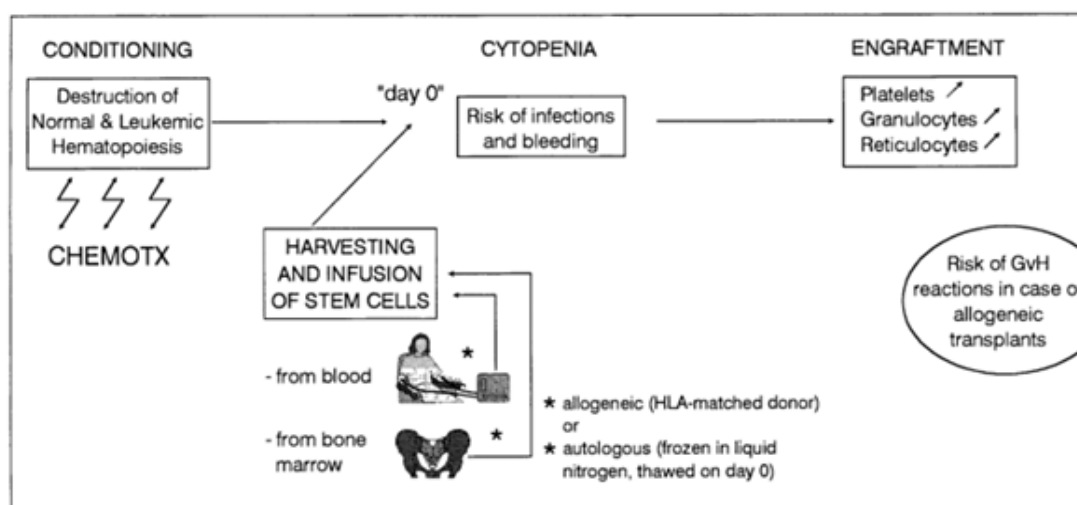 CONDITIONING
Destruction of
Normal & Leukemic
Hematopoiesis
CHEMOTX
"day 0"
CYTOPENIA
Risk of infections
and bleeding
ENGRAFTMENT
Platelets
Granulocytes
Reticulocytes
HARVESTING
AND INFUSION
OF STEM CELLS
- from blood
*
- from bone
marrow
*
* allogeneic (HLA-matched donor)
or
* autologous (frozen in liquid
nitrogen, thawed on day 0)
Risk of GvH
reactions in case o
allogeneic
transplants